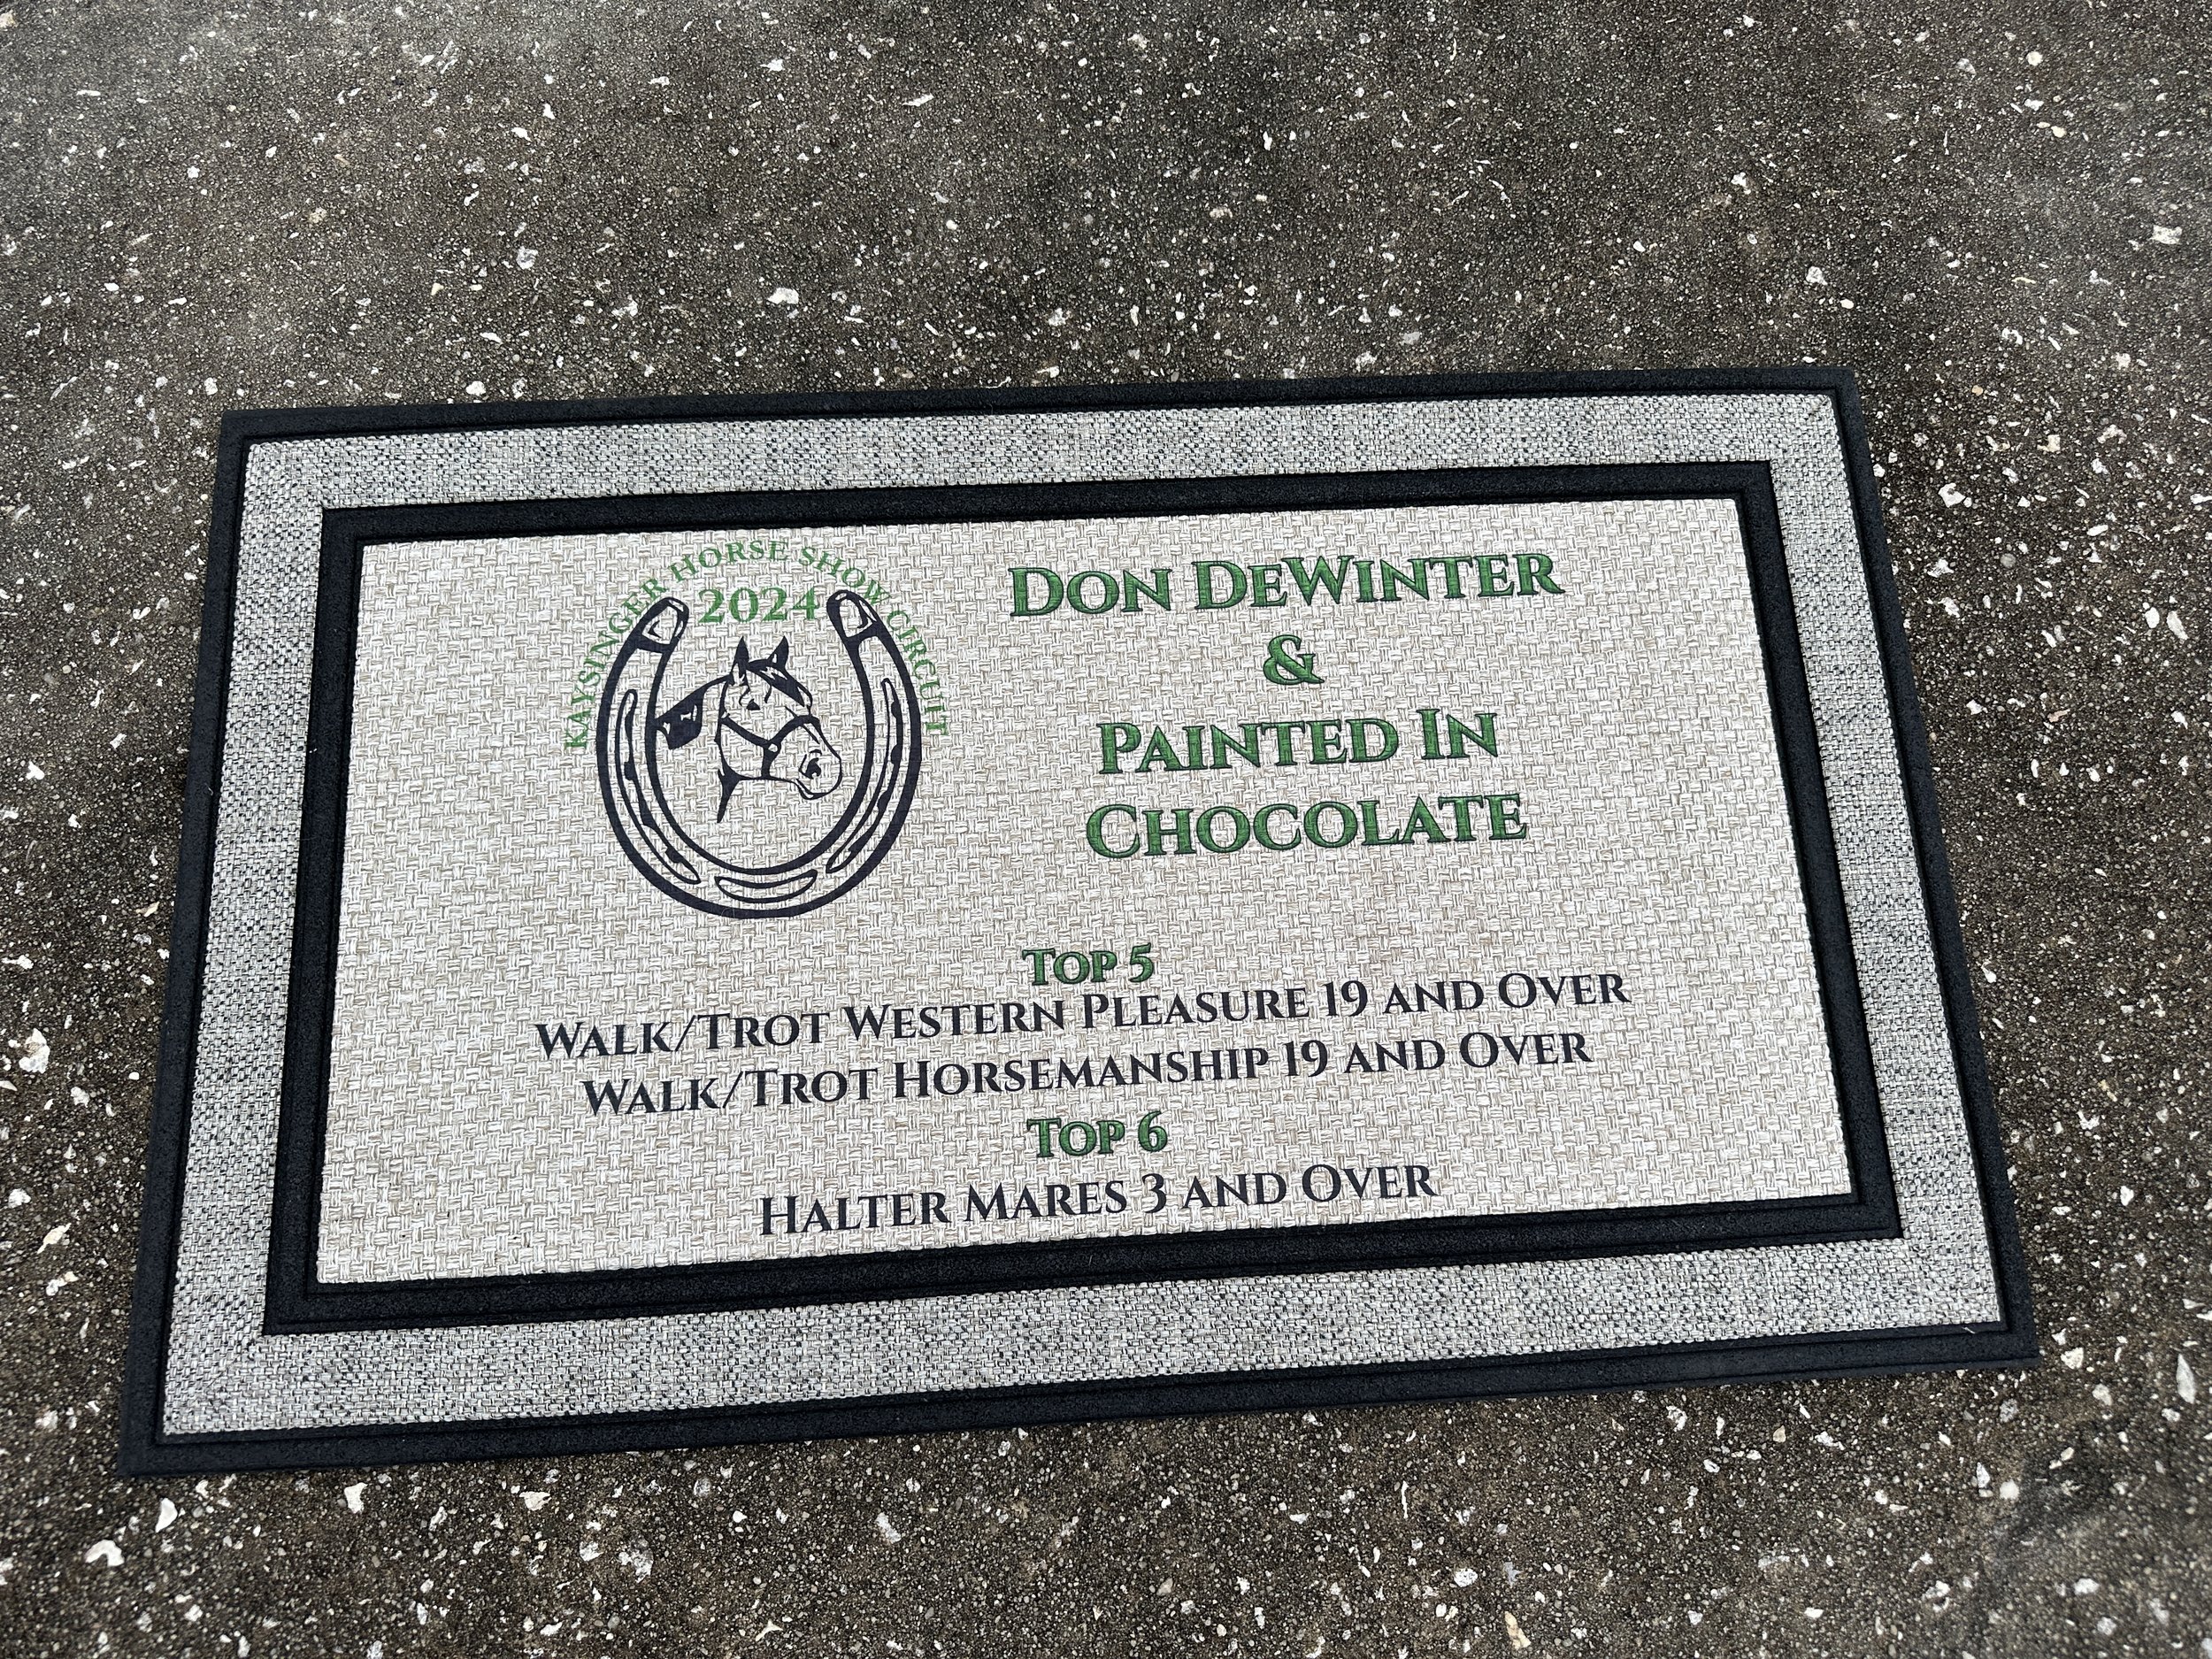 KAYSINGER HORSE SHOW CIRCUIT
2024
DON DEWINTER
&
PAINTED IN
CHOCOLATE
TOP 5
WALK/TROT WESTERN PLEASURE 19 AND OVER
WALK/TROT HORSEMANSHIP 19 AND OVER
TOP 6
HALTER MARES 3 AND OVER